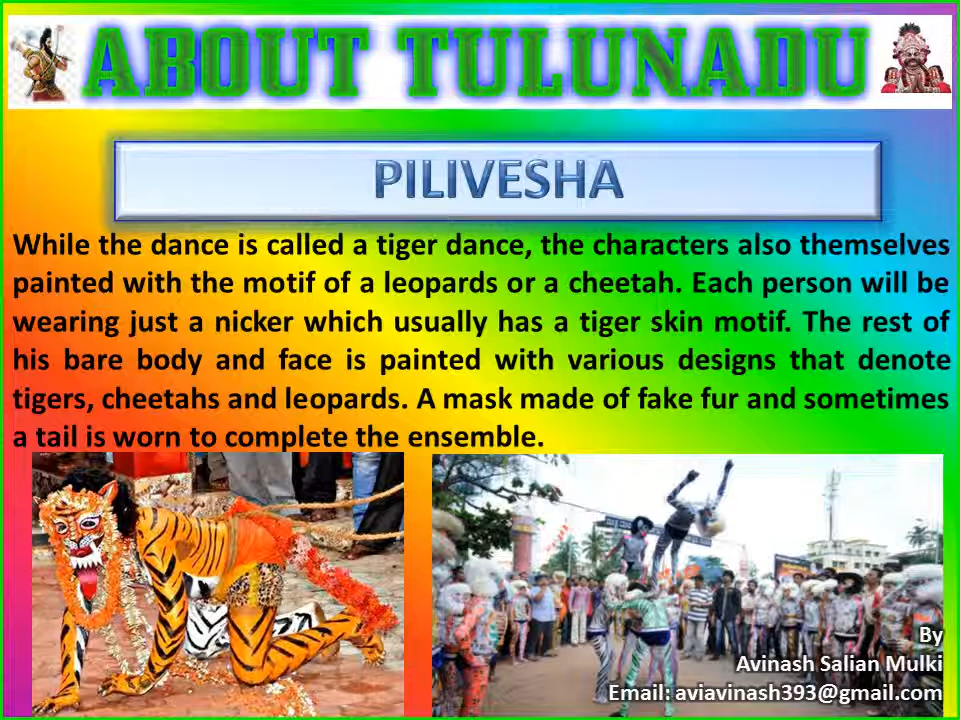 ABOUT TULUNADU
PILIVESHA
While the dance is called a tiger dance, the characters also themselves
painted with the motif of a leopards or a cheetah. Each person will be
wearing just a nicker which usually has a tiger skin motif. The rest of
his bare body and face is painted with various designs that denote
tigers, cheetahs and leopards. A mask made of fake fur and sometimes
a tail is worn to complete the ensemble.
By
Avinash Salian Mulki
Email: aviavinash393@gmail.com